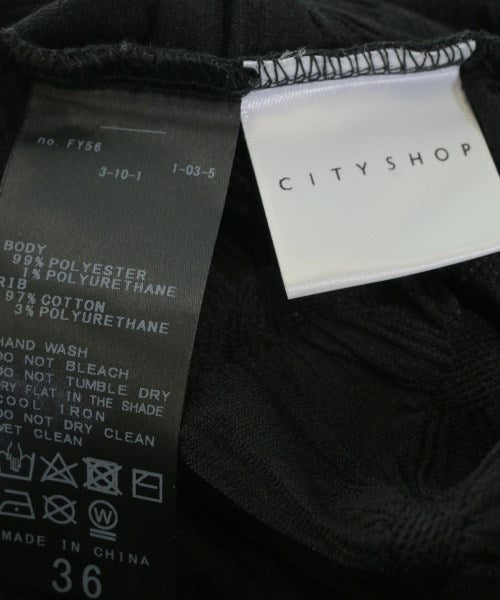 no. FY56
3-10-1 1-03-5
BODY
99% POLYESTER
1% POLYURETHANE
RIB
97% COTTON
3% POLYURETHANE
HAND WASH
DO NOT BLEACH
DO NOT TUMBLE DRY
DRY FLAT IN THE SHADE
COOL IRON
DO NOT DRY CLEAN
WET CLEAN
W
MADE IN CHINA
36
CITYSHOP